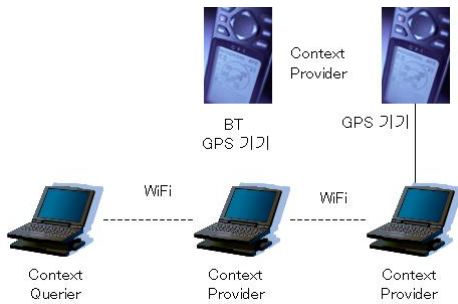 Context
Provider
BT
GPS 기기
GPS 기기
WiFi
WiFi
Context
Querier
Context
Provider
Context
Provider